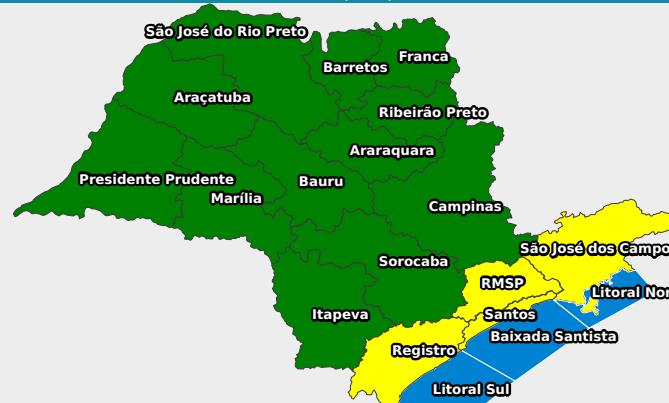 São José do Rio Preto
Franca
Barretos
Araçatuba
Ribeirão Preto
Araraquara
Presidente Prudente
Bauru
Marília
Campinas
São José dos Campo
Sorocaba
RMSP
Litoral Nor
Itapeva
Santos
Baixada Santista
Registro
Litoral Sul